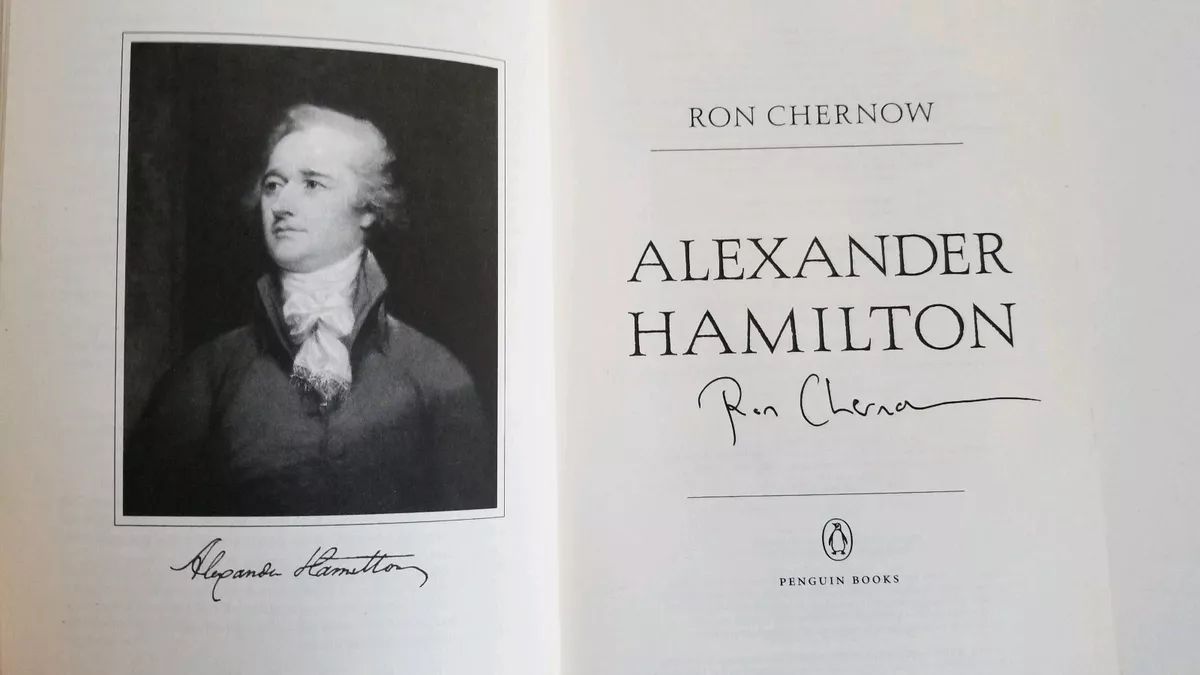 Alexander Hamilton
RON CHERNOW
ALEXANDER
HAMILTON
Ron Chernow
PENGUIN BOOKS